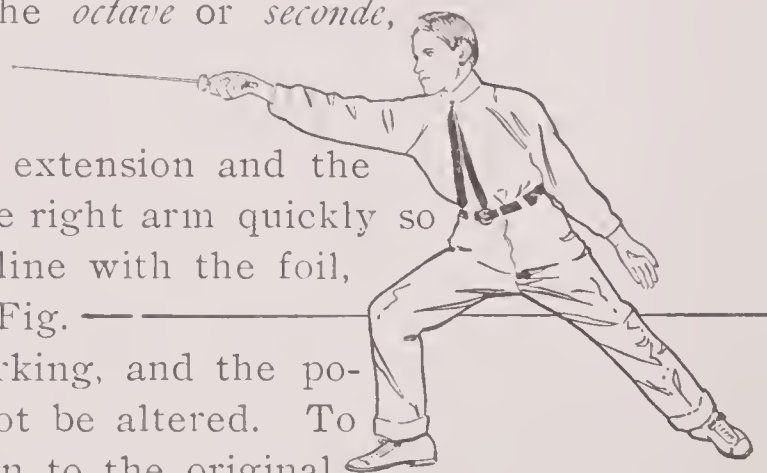 he octave or seconde,
extension and the
e right arm quickly so
line with the foil,
Fig.
rking, and the po-
ot be altered. To
n to the original